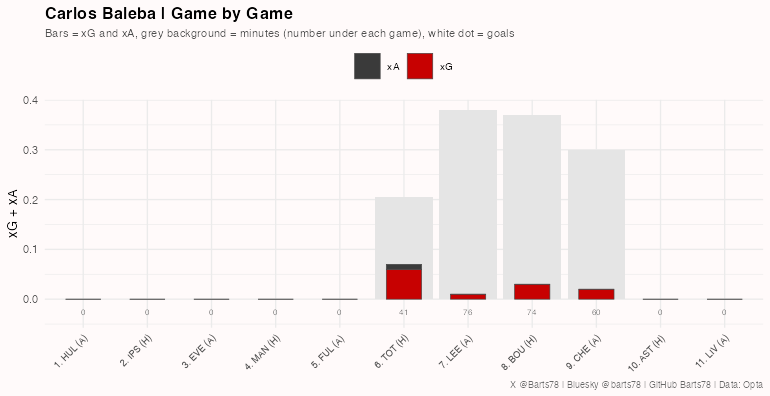 Carlos Baleba | Game by Game
Bars = xG and xA, grey background = minutes (number under each game), white dot = goals
xA xG
xG + xA
0.4
0.3
0.2
0.1
0.0
0 0 0 0 0 41 76 74 60 0 0
1. HUL (A)
2. IPS (H)
3. EVE (A)
4. MAN (H)
5. FUL (A)
6. TOT (H)
7. LEE (A)
8. BOU (H)
9. CHE (A)
10. AST (H)
11. LIV (A)
X @Barts78 | Bluesky @barts78 | GitHub Barts78 | Data: Opta